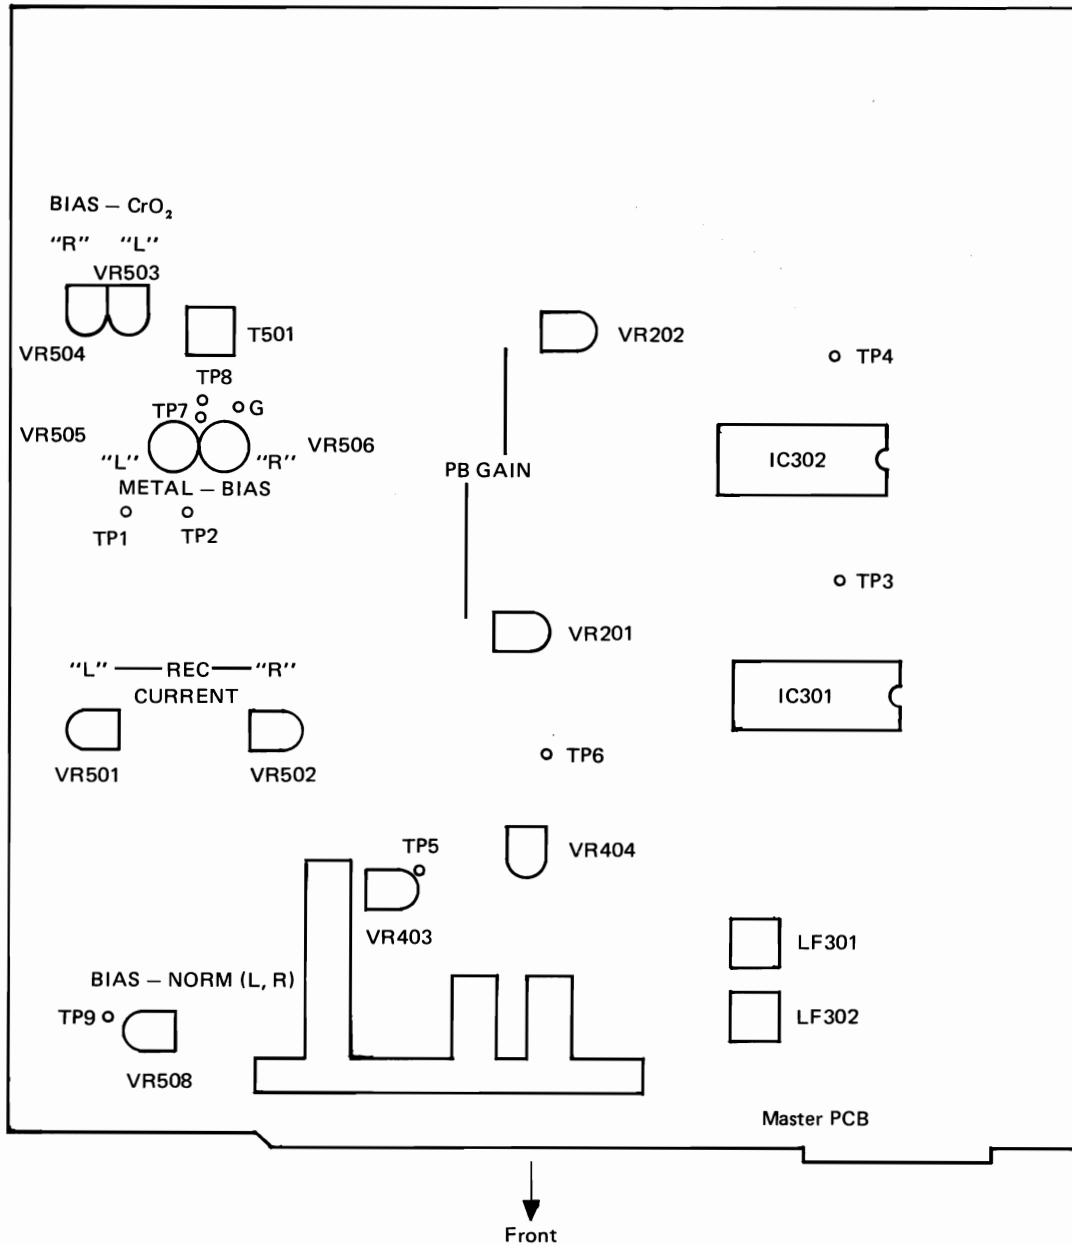 BIAS – CrO₂
"R" "L"
VR503
VR504
T501
VR202
TP4
TP8
TP7
G
VR505
"L"
"R"
VR506
METAL – BIAS
PB GAIN
IC302
TP1
TP2
TP3
VR201
"L" — REC — "R"
CURRENT
IC301
VR501
VR502
TP6
TP5
VR404
VR403
LF301
BIAS – NORM (L, R)
TP9
LF302
VR508
Master PCB
Front